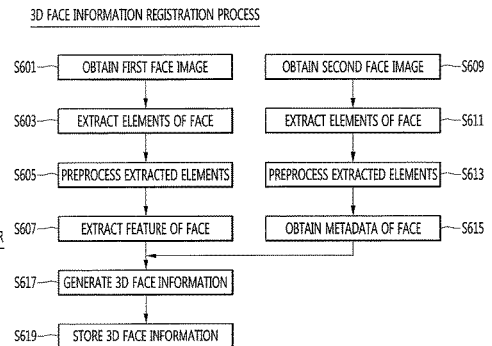 3D FACE INFORMATION REGISTRATION PROCESS
S601 OBTAIN FIRST FACE IMAGE
OBTAIN SECOND FACE IMAGE S609
S603 EXTRACT ELEMENTS OF FACE
EXTRACT ELEMENTS OF FACE S611
S605 PREPROCESS EXTRACTED ELEMENTS
PREPROCESS EXTRACTED ELEMENTS S613
S607 EXTRACT FEATURE OF FACE
OBTAIN METADATA OF FACE S615
S617 GENERATE 3D FACE INFORMATION
S619 STORE 3D FACE INFORMATION